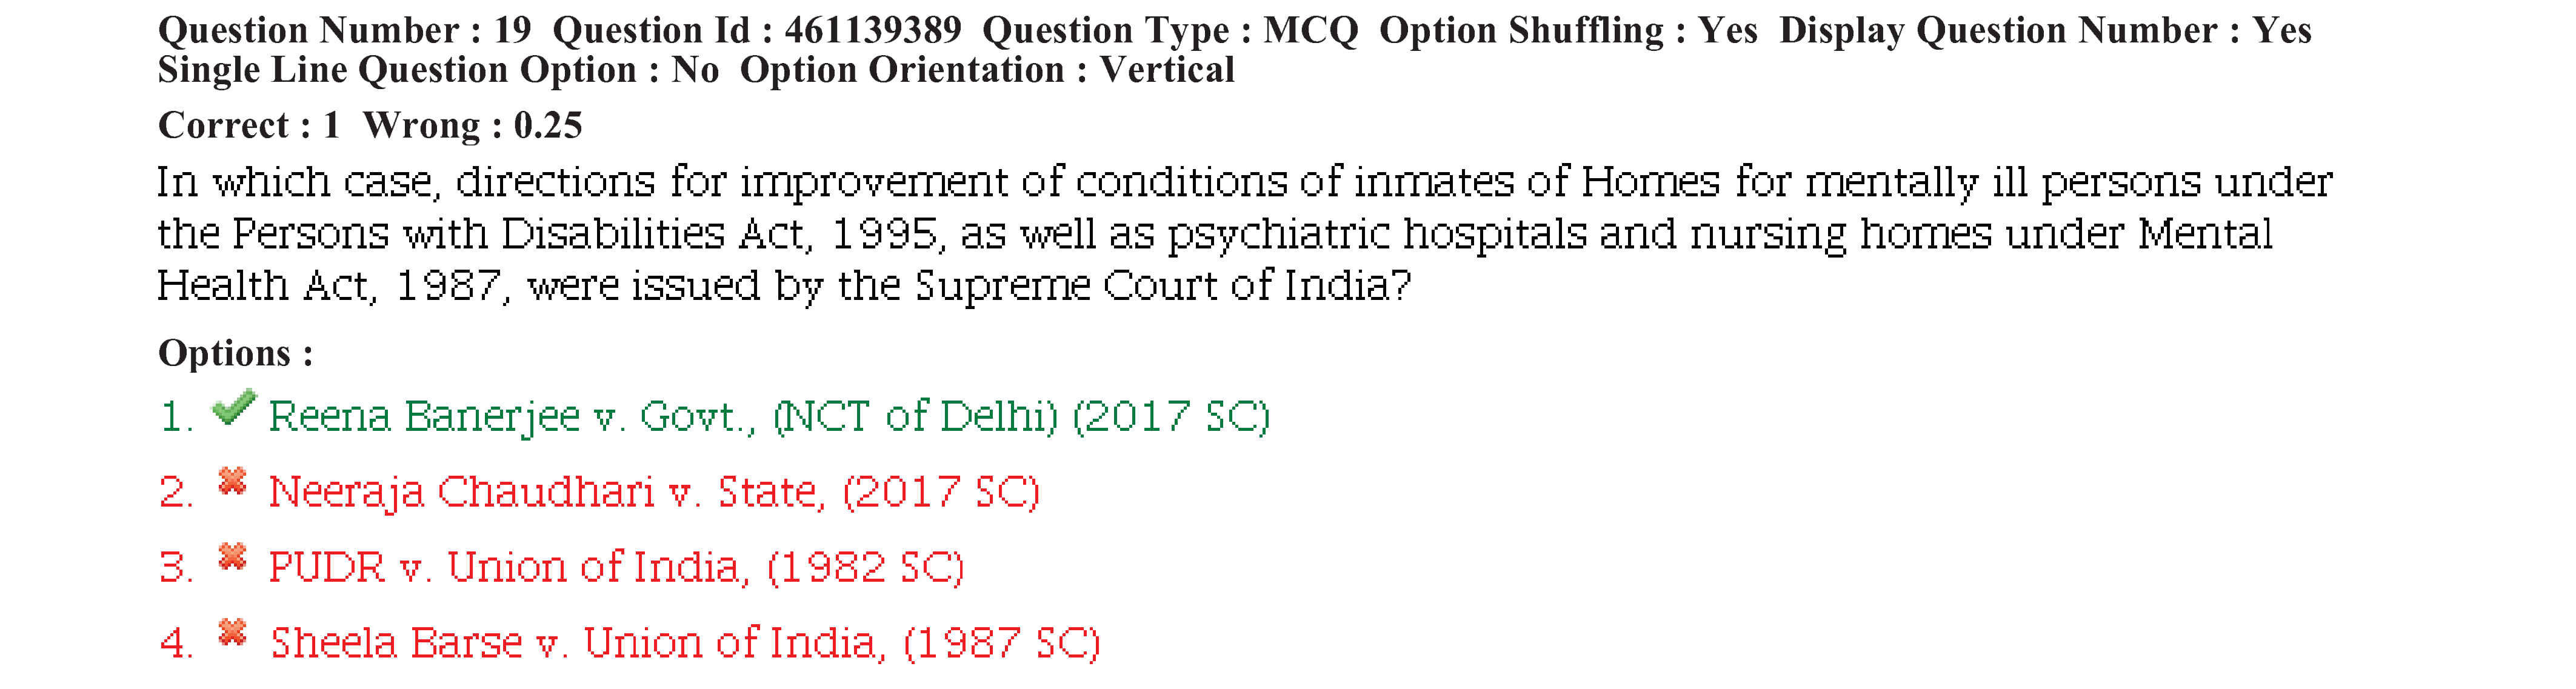 Question Number : 19 Question Id : 461139389 Question Type : MCQ Option Shuffling : Yes Display Question Number : Yes
Single Line Question Option : No Option Orientation : Vertical
Correct : 1 Wrong : 0.25
In which case, directions for improvement of conditions of inmates of Homes for mentally ill persons under
the Persons with Disabilities Act, 1995, as well as psychiatric hospitals and nursing homes under Mental
Health Act, 1987, were issued by the Supreme Court of India?
Options :
1. Reena Banerjee v. Govt., (NCT of Delhi) (2017 SC)
2. Neeraja Chaudhari v. State, (2017 SC)
3. PUDR v. Union of India, (1982 SC)
4. Sheela Barse v. Union of India, (1987 SC)